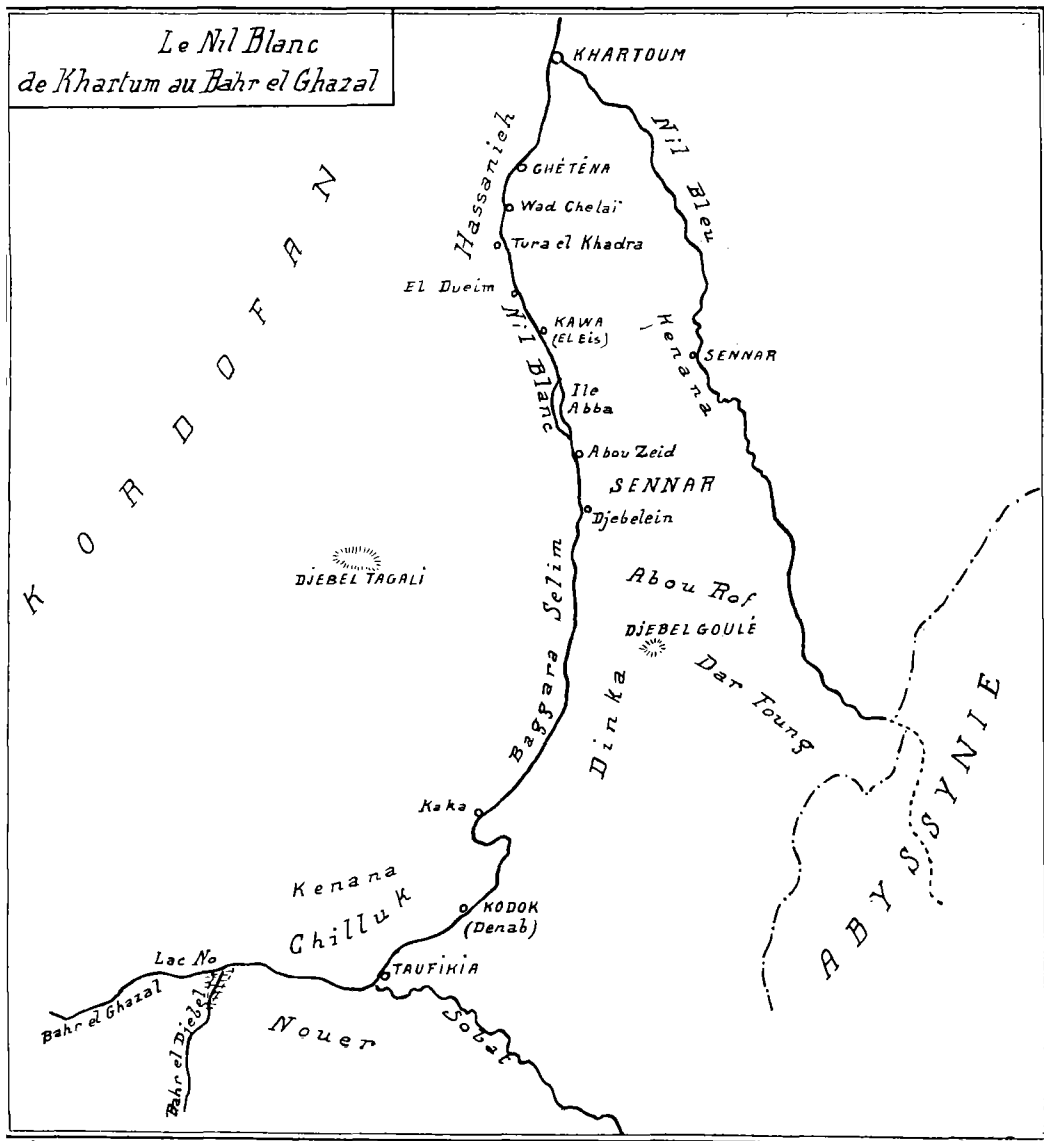 Le Nil Blanc
de Khartum au Bahr el Ghazal
KHARTOUM
Nil Bleu
Hassanieh
GHÉTÉNA
Wad Chelaï
Tura el Khadra
KORDOFAN
El Dueim
Nil Blanc
KAWA
(EL Eis)
Henana
SENNAR
Ile
Abba
Abou Zeid
SENNAR
Djebelein
DJEBEL TAGALI
Baggara Selim
Abou Rof
DJEBEL GOULÉ
Dinka
Dar Foung
ABYSSYNIE
Kaka
Kenana
Chilluk
KODOK
(Denab)
Lac No
TAUFIKIA
Bahr el Ghazal
Bahr el Djebel
Nouer
Sobat